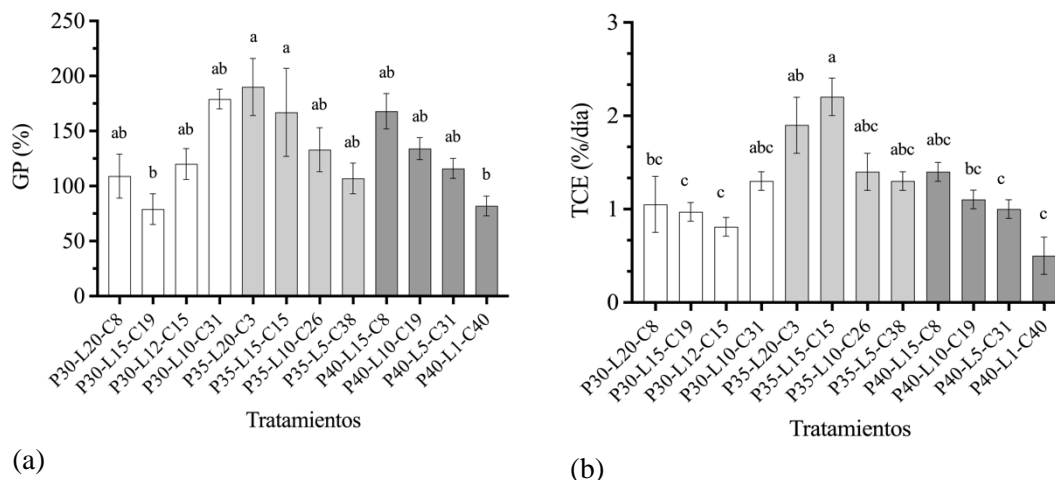 250
200
150
100
50
0
GP (%)
ab
b
ab
ab
a
a
ab
ab
ab
ab
ab
b
P30-L20-C8
P30-L15-C19
P30-L12-C15
P30-L10-C31
P35-L20-C3
P35-L15-C15
P35-L10-C26
P35-L5-C38
P40-L15-C8
P40-L10-C19
P40-L5-C31
P40-L1-C40
Tratamientos
(a)
3
2
1
0
TCE (%/día)
bc
c
c
abc
ab
a
abc
abc
abc
bc
c
c
P30-L20-C8
P30-L15-C19
P30-L12-C15
P30-L10-C31
P35-L20-C3
P35-L15-C15
P35-L10-C26
P35-L5-C38
P40-L15-C8
P40-L10-C19
P40-L5-C31
P40-L1-C40
Tratamientos
(b)